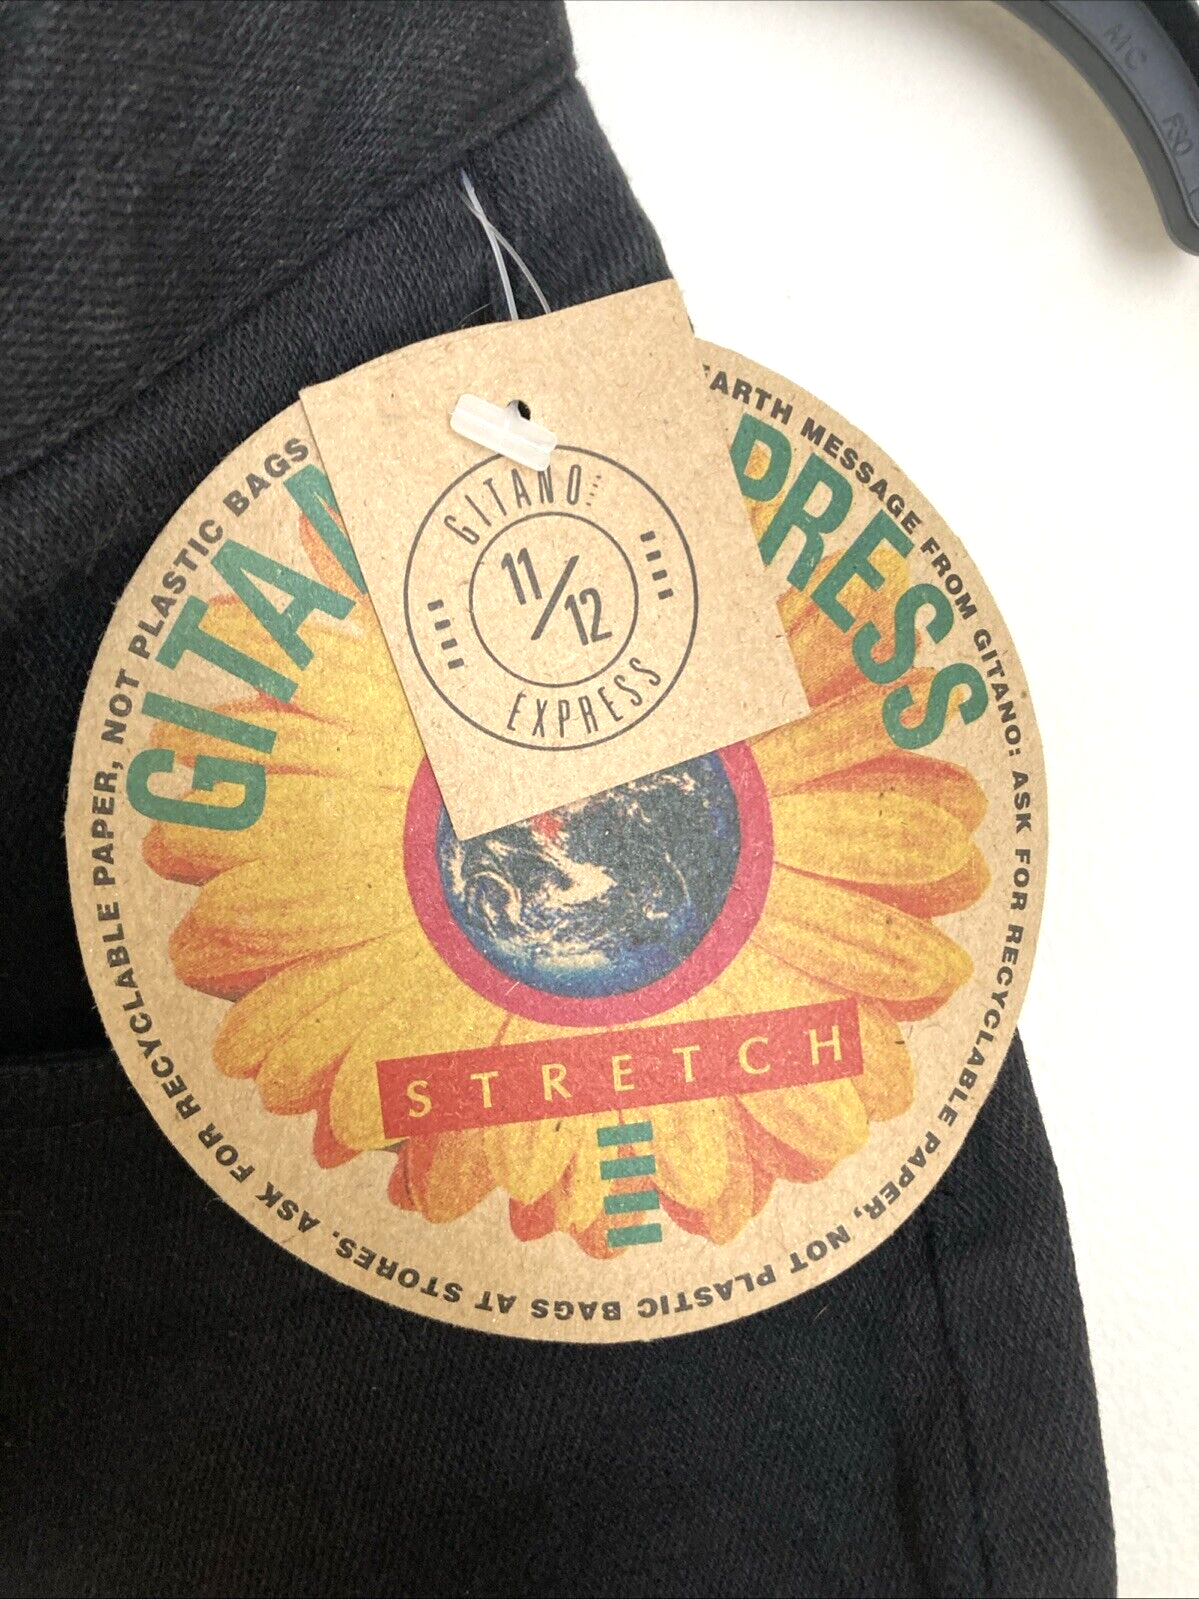 MC
GITANO
11/12
EXPRESS
EARTH MESSAGE FROM GITANO: ASK FOR RECYCLABLE PAPER, NOT PLASTIC BAGS AT STORES. ASK FOR RECYCLABLE PAPER, NOT PLASTIC BAGS
GITA PRESS
STRETCH